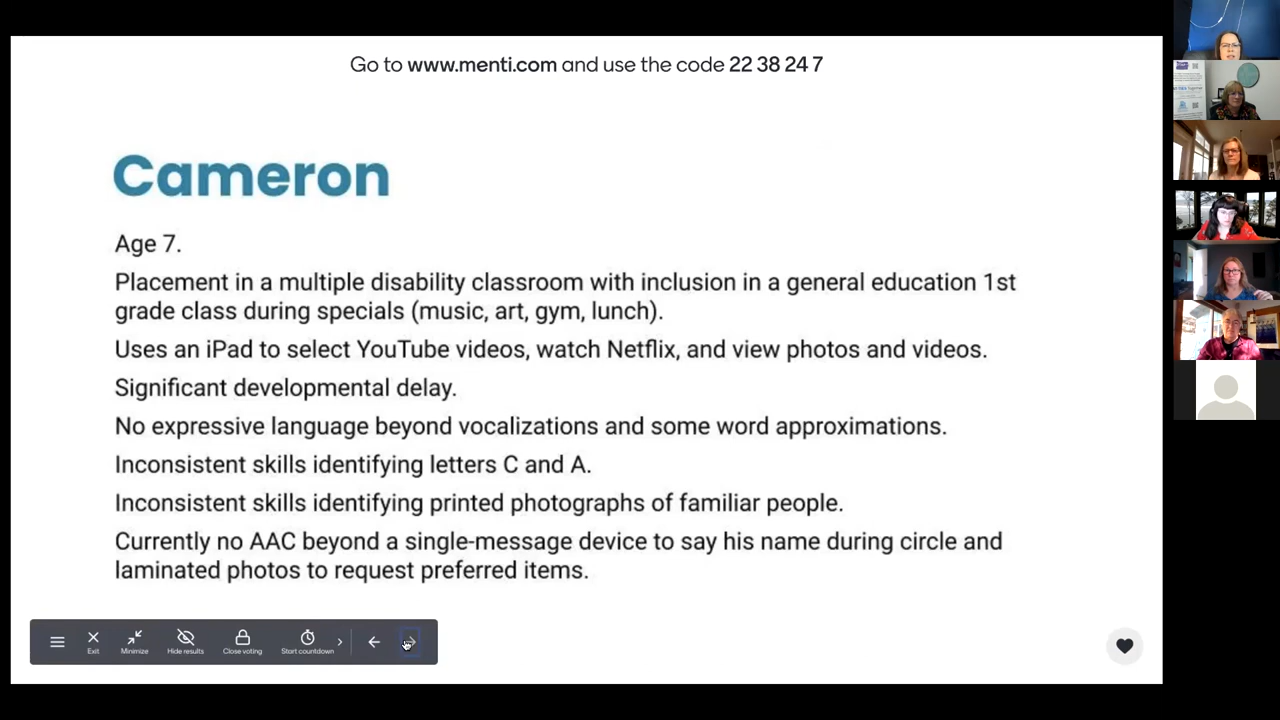 Go to www.menti.com and use the code 22 38 24 7
Cameron
Age 7.
Placement in a multiple disability classroom with inclusion in a general education 1st
grade class during specials (music, art, gym, lunch).
Uses an iPad to select YouTube videos, watch Netflix, and view photos and videos.
Significant developmental delay.
No expressive language beyond vocalizations and some word approximations.
Inconsistent skills identifying letters C and A.
Inconsistent skills identifying printed photographs of familiar people.
Currently no AAC beyond a single-message device to say his name during circle and
laminated photos to request preferred items.
Exit Minimize Hide results Close voting Start countdown